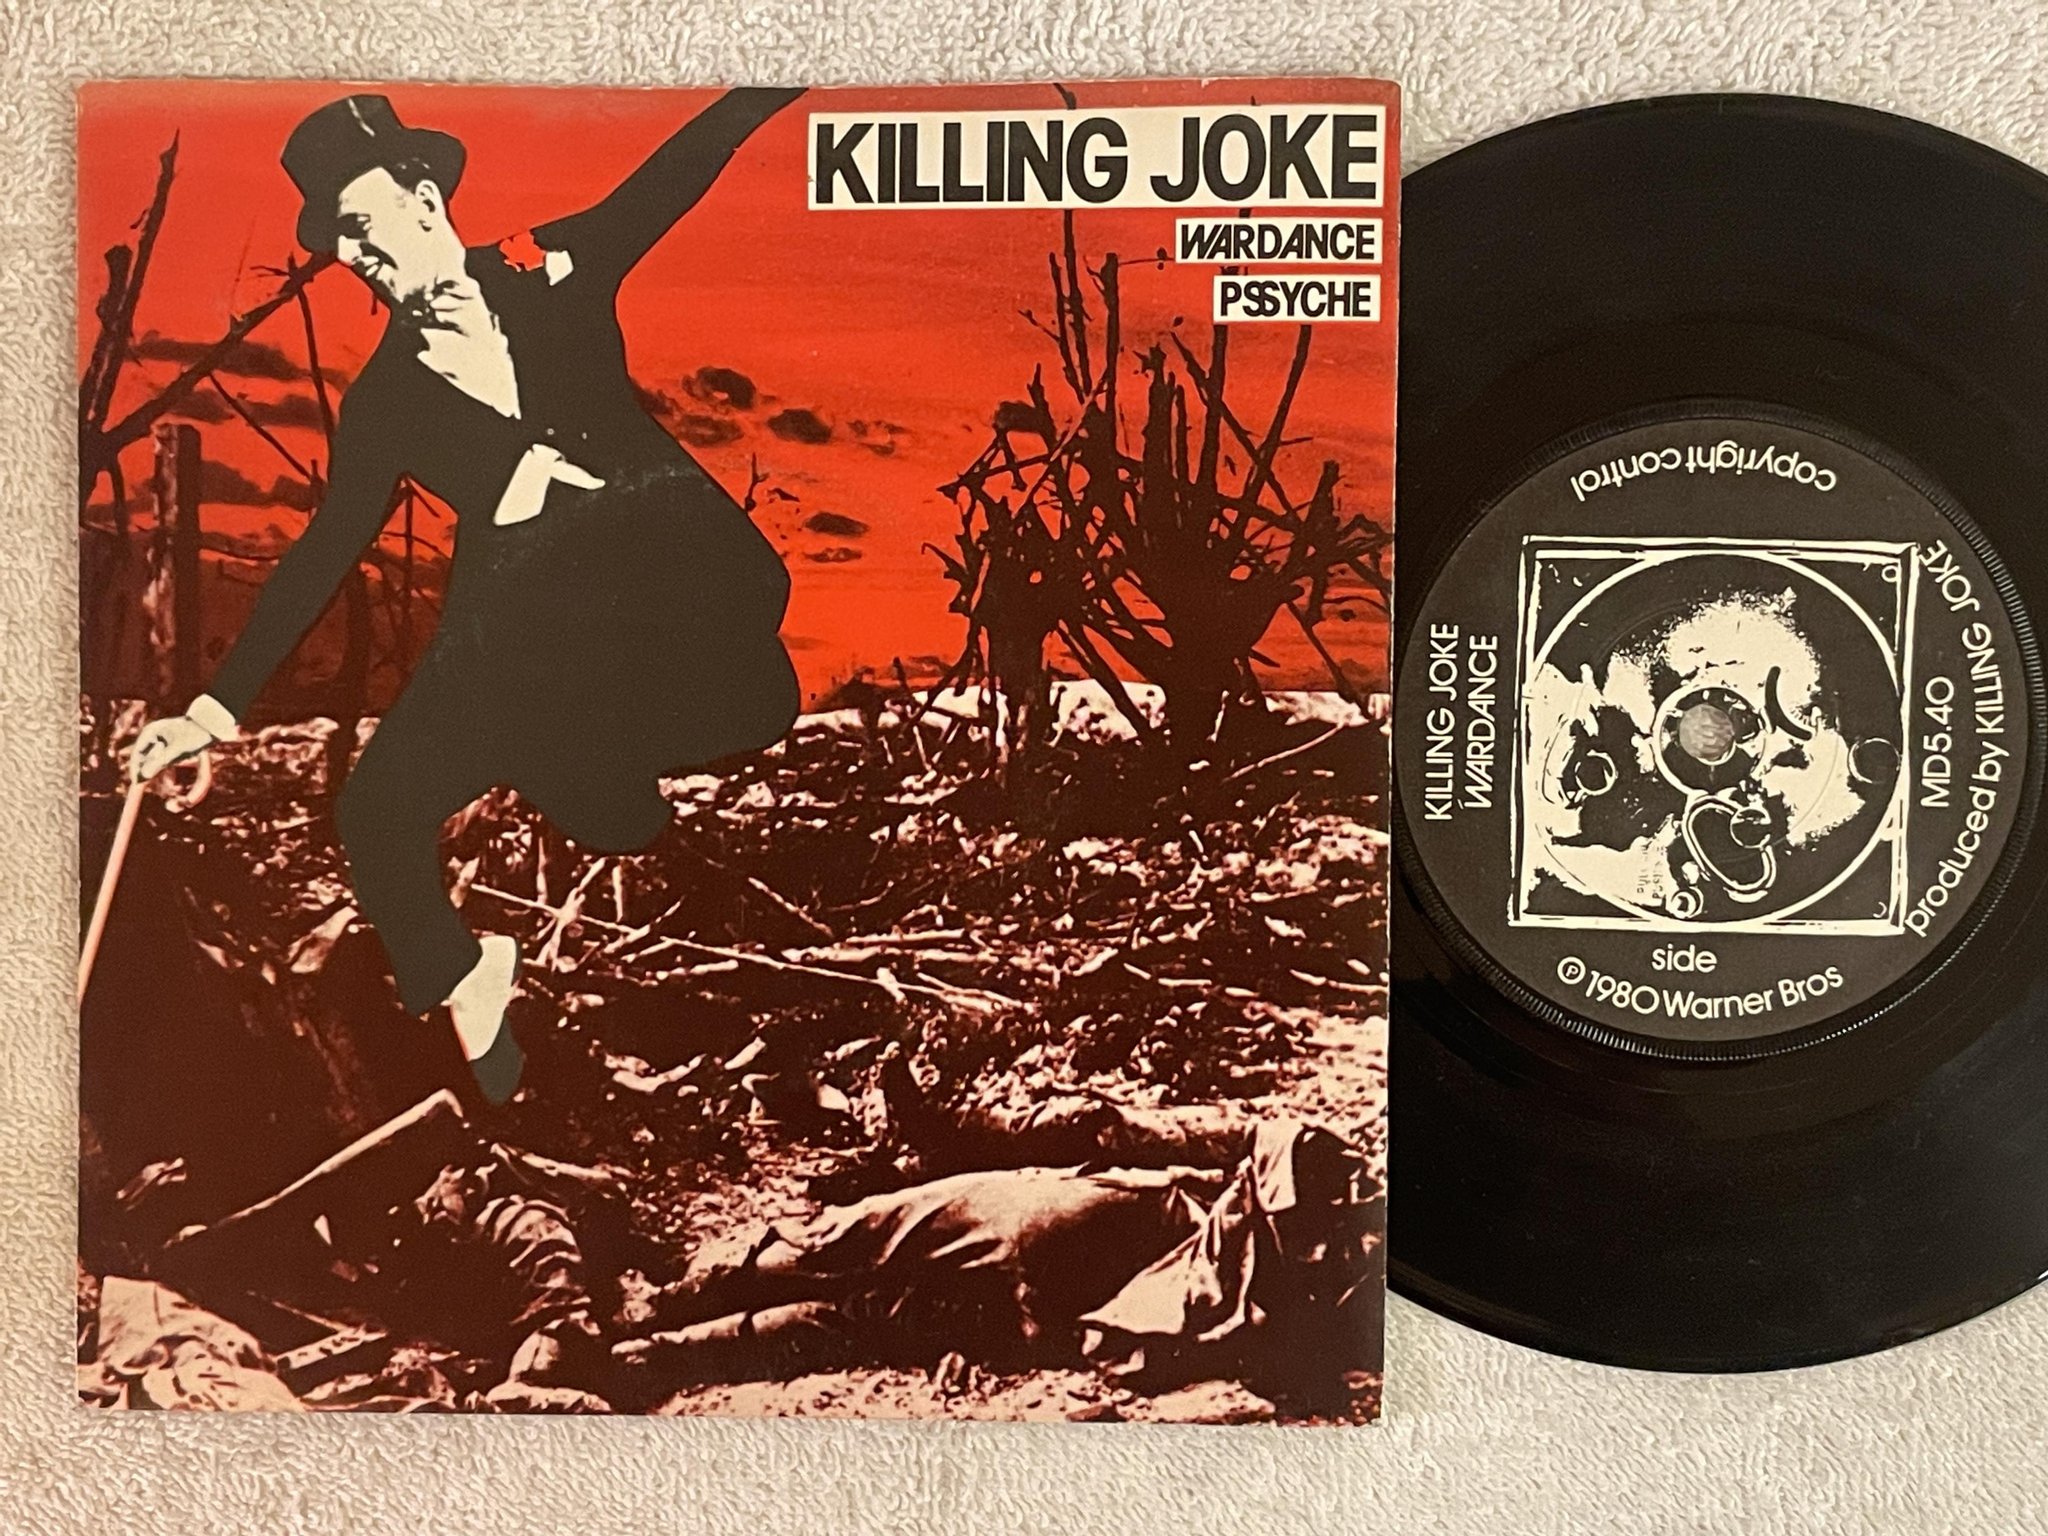 KILLING JOKE
WARDANCE
PSSYCHE
copyright control
KILLING JOKE
WARDANCE
MD5.40
produced by KILLING JOKE
side
℗ 1980 Warner Bros